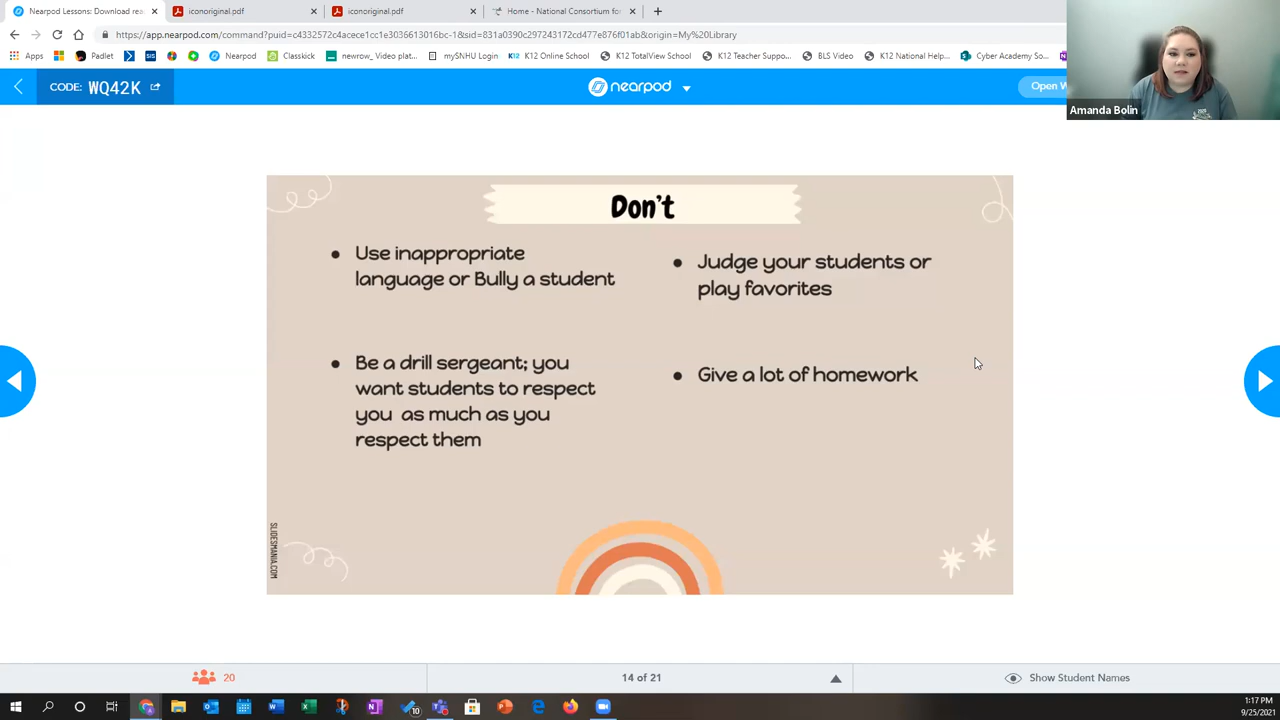 Nearpod Lessons: Download rea
iconoriginal.pdf
iconoriginal.pdf
Home - National Consortium for
https://app.nearpod.com/command?puid=c4332572c4acece1cc1e3036613016bc-1&sid=831a0390c297243172cd477e876f01ab&origin=My%20Library
Apps
Padlet
SIS
Nearpod
Classkick
newrow_ Video plat...
mySNHU Login
K12 Online School
K12 TotalView School
K12 Teacher Suppo...
BLS Video
K12 National Help...
Cyber Academy So...
CODE: WQ42K
nearpod
Open W
Amanda Bolin
Don't
Use inappropriate
language or Bully a student
Be a drill sergeant; you
want students to respect
you as much as you
respect them
Judge your students or
play favorites
Give a lot of homework
SLIDESMANIA.COM
20
14 of 21
Show Student Names
1:17 PM
9/25/2021